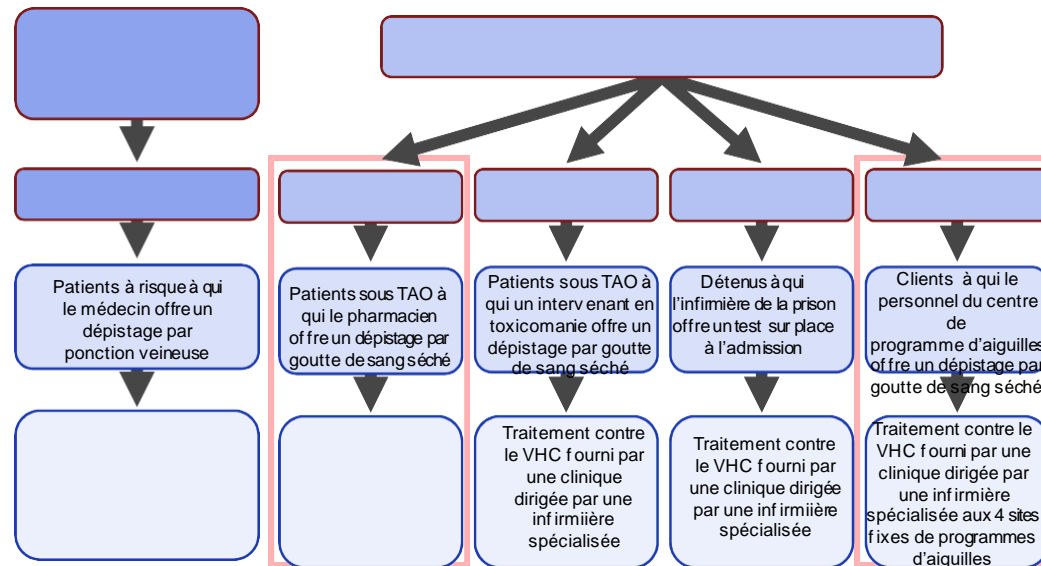 Patients à risque à qui
le médecin offre un
dépistage par
ponction veineuse
Patients sous TAO à
qui le pharmacien
offre un dépistage par
goutte de sang séché
Patients sous TAO à
qui un intervenant en
toxicomanie offre un
dépistage par goutte
de sang séché
Détenus à qui
l’infirmière de la prison
offre un test sur place
à l’admission
Clients à qui le
personnel du centre
de
programme d’aiguilles
offre un dépistage par
goutte de sang séché
Traitement contre
le VHC fourni par
une clinique
dirigée par une
infirmiière
spécialisée
Traitement contre
le VHC fourni par
une clinique dirigée
par une infirmière
spécialisée
Traitement contre le
VHC fourni par une
clinique dirigée par
une infirmière
spécialisée aux 4 sites
fixes de programmes
d’aiguilles